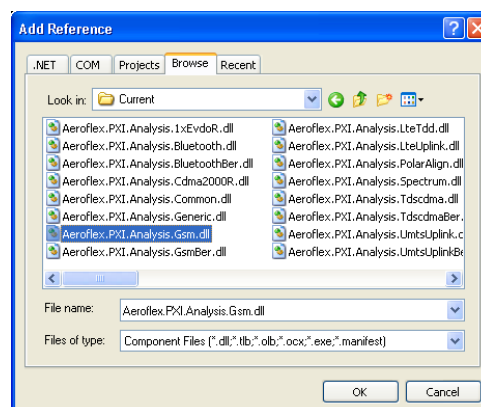 Add Reference
.NET COM Projects Browse Recent
Look in: Current
Aeroflex.PXI.Analysis.1xEvdoR.dll
Aeroflex.PXI.Analysis.Bluetooth.dll
Aeroflex.PXI.Analysis.BluetoothBer.dll
Aeroflex.PXI.Analysis.Cdma2000R.dll
Aeroflex.PXI.Analysis.Common.dll
Aeroflex.PXI.Analysis.Generic.dll
Aeroflex.PXI.Analysis.Gsm.dll
Aeroflex.PXI.Analysis.GsmBer.dll
Aeroflex.PXI.Analysis.LteTdd.dll
Aeroflex.PXI.Analysis.LteUplink.dll
Aeroflex.PXI.Analysis.PolarAlign.dll
Aeroflex.PXI.Analysis.Spectrum.dll
Aeroflex.PXI.Analysis.Tdscdma.dll
Aeroflex.PXI.Analysis.TdscdmaBer.
Aeroflex.PXI.Analysis.UmtsUplink.c
Aeroflex.PXI.Analysis.UmtsUplinkBe
File name: Aeroflex.PXI.Analysis.Gsm.dll
Files of type: Component Files (*.dll;*.tlb;*.olb;*.ocx;*.exe;*.manifest)
OK Cancel